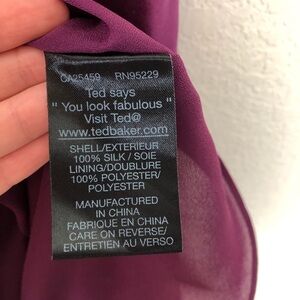 CA25459 RN95229
Ted says
" You look fabulous "
Visit Ted@
www.tedbaker.com
SHELL/EXTERIEUR
100% SILK / SOIE
LINING/DOUBLURE
100% POLYESTER/
POLYESTER
MANUFACTURED
IN CHINA
FABRIQUE EN CHINA
CARE ON REVERSE/
ENTRETIEN AU VERSO